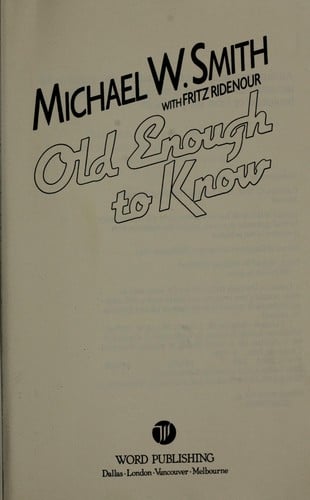 MICHAEL W. SMITH
WITH FRITZ RIDENOUR
Old Enough
to Know
WORD PUBLISHING
Dallas · London · Vancouver · Melbourne